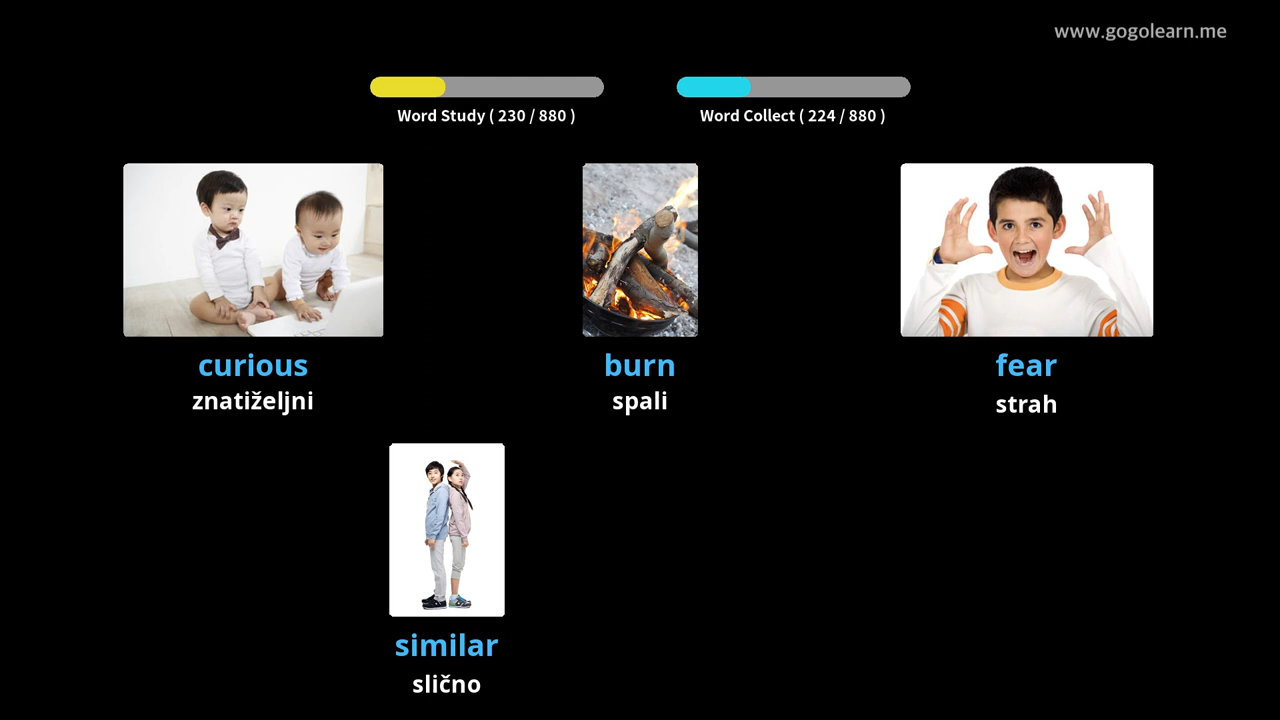 www.gogolearn.me
Word Study ( 230 / 880 )
Word Collect ( 224 / 880 )
curious
znatiželjni
burn
spali
fear
strah
similar
slično